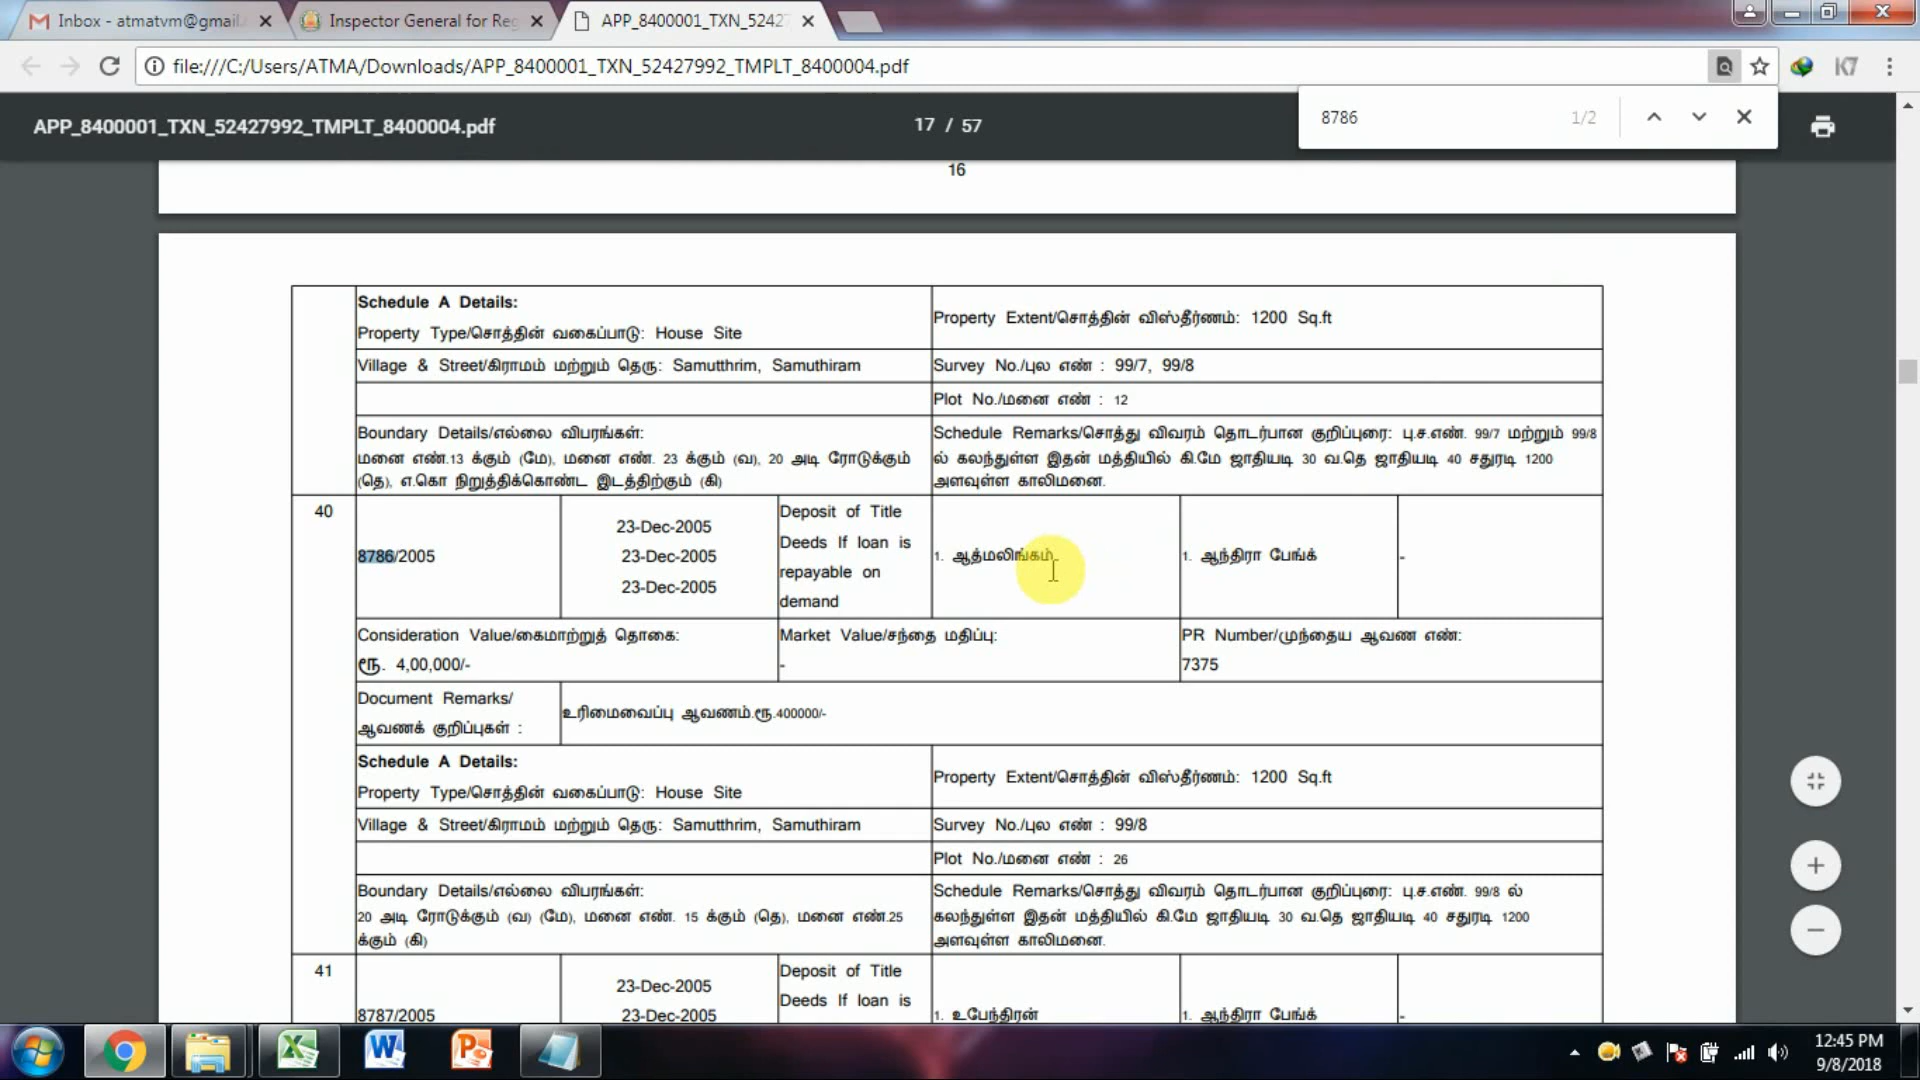 Inbox - atmatvm@gmail.
Inspector General for Reg
APP_8400001_TXN_5242
file:///C:/Users/ATMA/Downloads/APP_8400001_TXN_52427992_TMPLT_8400004.pdf
K7
APP_8400001_TXN_52427992_TMPLT_8400004.pdf
17 / 57
8786
1/2
16
Schedule A Details:
Property Type/சொத்தின் வகைப்பாடு: House Site
Property Extent/சொத்தின் விஸ்தீர்ணம்: 1200 Sq.ft
Village & Street/கிராமம் மற்றும் தெரு: Samutthrim, Samuthiram
Survey No./புல எண் : 99/7, 99/8
Plot No./மனை எண் : 12
Boundary Details/எல்லை விபரங்கள்:
மனை எண்.13 க்கும் (மே), மனை எண். 23 க்கும் (வ), 20 அடி ரோடுக்கும்
(தெ), எ.கொ நிறுத்திக்கொண்ட இடத்திற்கும் (கி)
Schedule Remarks/சொத்து விவரம் தொடர்பான குறிப்புரை: பு.ச.எண். 99/7 மற்றும் 99/8
ல் கலந்துள்ள இதன் மத்தியில் கி.மே ஜாதியடி 30 வ.தெ ஜாதியடி 40 சதுரடி 1200
அளவுள்ள காலிமனை.
40
8786/2005
23-Dec-2005
23-Dec-2005
23-Dec-2005
Deposit of Title
Deeds If loan is
repayable on
demand
1. ஆத்மலிங்கம்
1. ஆந்திரா பேங்க்
-
Consideration Value/கைமாற்றுத் தொகை:
ரூ. 4,00,000/-
Market Value/சந்தை மதிப்பு:
-
PR Number/முந்தைய ஆவண எண்:
7375
Document Remarks/
ஆவணக் குறிப்புகள் :
உரிமைவைப்பு ஆவணம்.ரூ.400000/-
Schedule A Details:
Property Type/சொத்தின் வகைப்பாடு: House Site
Property Extent/சொத்தின் விஸ்தீர்ணம்: 1200 Sq.ft
Village & Street/கிராமம் மற்றும் தெரு: Samutthrim, Samuthiram
Survey No./புல எண் : 99/8
Plot No./மனை எண் : 26
Boundary Details/எல்லை விபரங்கள்:
20 அடி ரோடுக்கும் (வ) (மே), மனை எண். 15 க்கும் (தெ), மனை எண்.25
க்கும் (கி)
Schedule Remarks/சொத்து விவரம் தொடர்பான குறிப்புரை: பு.ச.எண். 99/8 ல்
கலந்துள்ள இதன் மத்தியில் கி.மே ஜாதியடி 30 வ.தெ ஜாதியடி 40 சதுரடி 1200
அளவுள்ள காலிமனை.
41
8787/2005
23-Dec-2005
23-Dec-2005
Deposit of Title
Deeds If loan is
1. உபேந்திரன்
1. ஆந்திரா பேங்க்
-
12:45 PM
9/8/2018